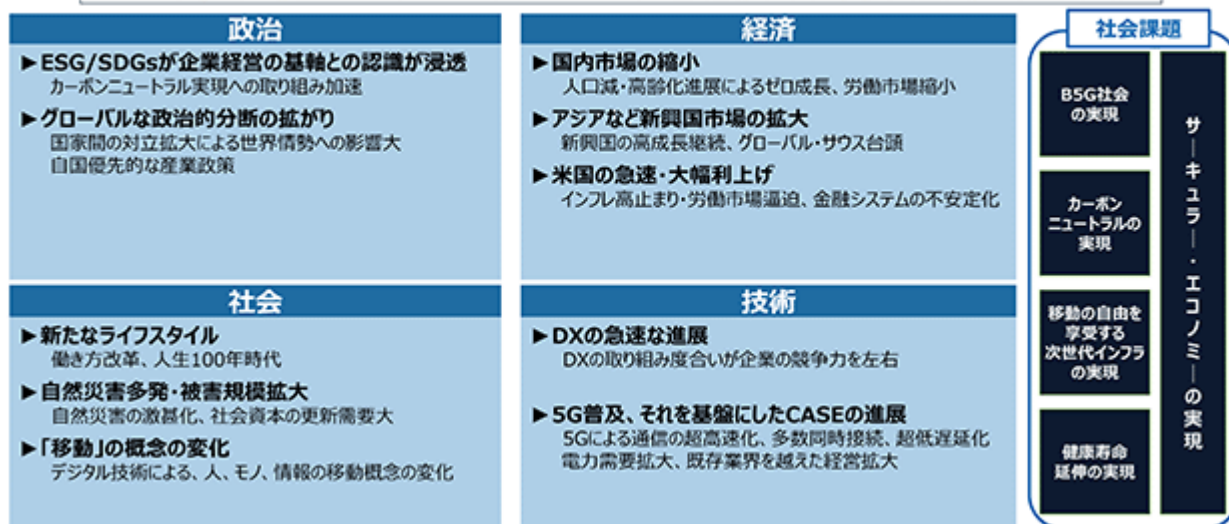 政治
▶ESG/SDGsが企業経営の基軸との認識が浸透
カーボンニュートラル実現への取り組み加速
▶グローバルな政治的分断の拡がり
国家間の対立拡大による世界情勢への影響大
自国優先的な産業政策
経済
▶国内市場の縮小
人口減・高齢化進展によるゼロ成長、労働市場縮小
▶アジアなど新興国市場の拡大
新興国の高成長継続、グローバル・サウス台頭
▶米国の急速・大幅利上げ
インフレ高止まり・労働市場逼迫、金融システムの不安定化
社会
▶新たなライフスタイル
働き方改革、人生100年時代
▶自然災害多発・被害規模拡大
自然災害の激甚化、社会資本の更新需要大
▶「移動」の概念の変化
デジタル技術による、人、モノ、情報の移動概念の変化
技術
▶DXの急速な進展
DXの取り組み度合いが企業の競争力を左右
▶5G普及、それを基盤にしたCASEの進展
5Gによる通信の超高速化、多数同時接続、超低遅延化
電力需要拡大、既存業界を越えた経営拡大
社会課題
B5G社会
の実現
カーボン
ニュートラルの
実現
移動の自由を
享受する
次世代インフラ
の実現
健康寿命
延伸の実現
サーキュラー・エコノミーの実現